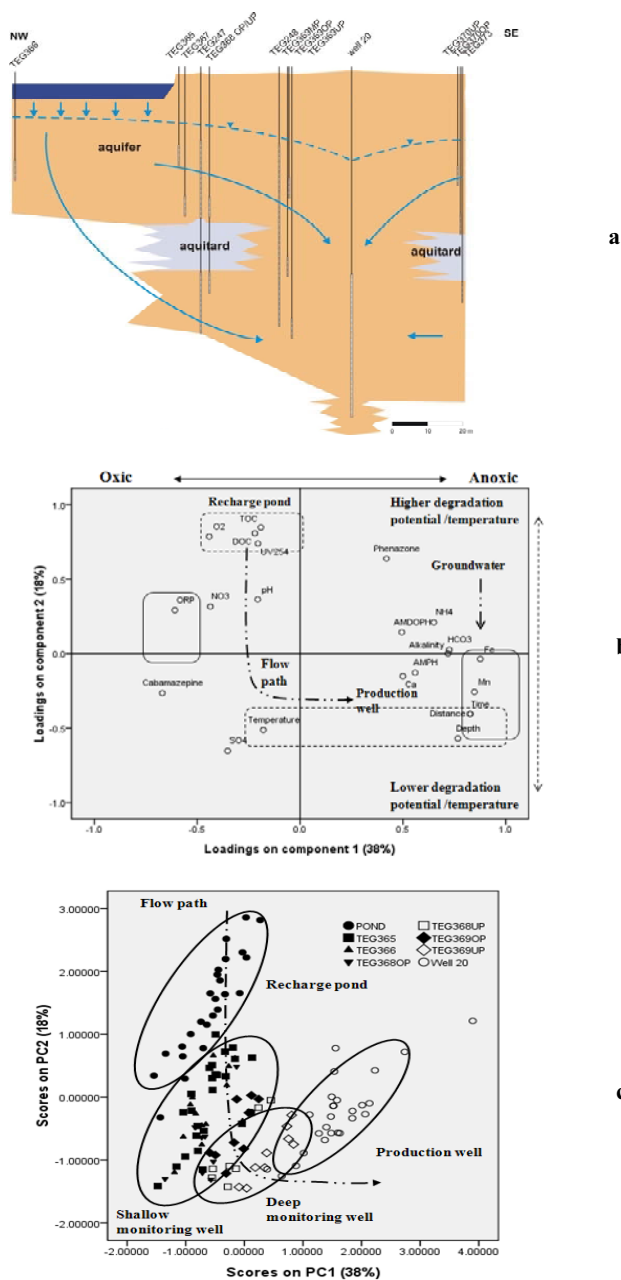 NW
SE
TEG366
TEG365
TEG367
TEG247
TEG368 OP/UP
TEG248
TEG369MP
TEG369OP
TEG369UP
well 20
TEG370UP
TEG370OP
TEG373
aquifer
aquitard
aquitard
0 10 20 m
a
Oxic
Anoxic
Recharge pond
Higher degradation
potential /temperature
O2
TOC
DOC
UV254
Phenazone
Groundwater
ORP
NO3
pH
NH4
AMDOPH
Alkalinity
HCO3
Fe
Flow
path
AMPH
Ca
Mn
Cabamazepine
Production
well
Time
Distance
Temperature
Depth
SO4
Lower degradation
potential /temperature
1.0
0.5
0.0
-0.5
-1.0
Loadings on component 2 (18%)
-1.0 -0.5 0.0 0.5 1.0
Loadings on component 1 (38%)
b
Flow path
POND
TEG365
TEG366
TEG368OP
TEG368UP
TEG369OP
TEG369UP
Well 20
Recharge pond
Production well
Shallow
monitoring well
Deep
monitoring well
3.00000
2.00000
1.00000
0.00000
-1.00000
-2.00000
Scores on PC2 (18%)
-2.00000 -1.00000 0.00000 1.00000 2.00000 3.00000 4.00000
Scores on PC1 (38%)
c